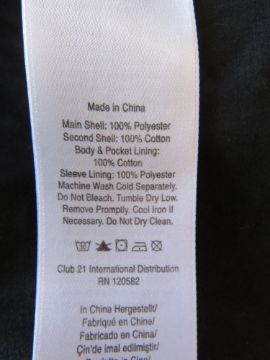 Made in China
Main Shell: 100% Polyester
Second Shell: 100% Cotton
Body & Pocket Lining:
100% Cotton
Sleeve Lining: 100% Polyester
Machine Wash Cold Separately.
Do Not Bleach. Tumble Dry Low.
Remove Promptly. Cool Iron If
Necessary. Do Not Dry Clean.
Club 21 International Distribution
RN 120582
In China Hergestellt/
Fabriqué en Chine/
Fabricado en China/
Çin'de imal edilmiştir/